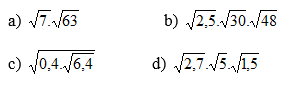 a) √7.√63 b) √2,5.√30.√48
c) √(0,4.√6,4) d) √2,7.√5.√1,5